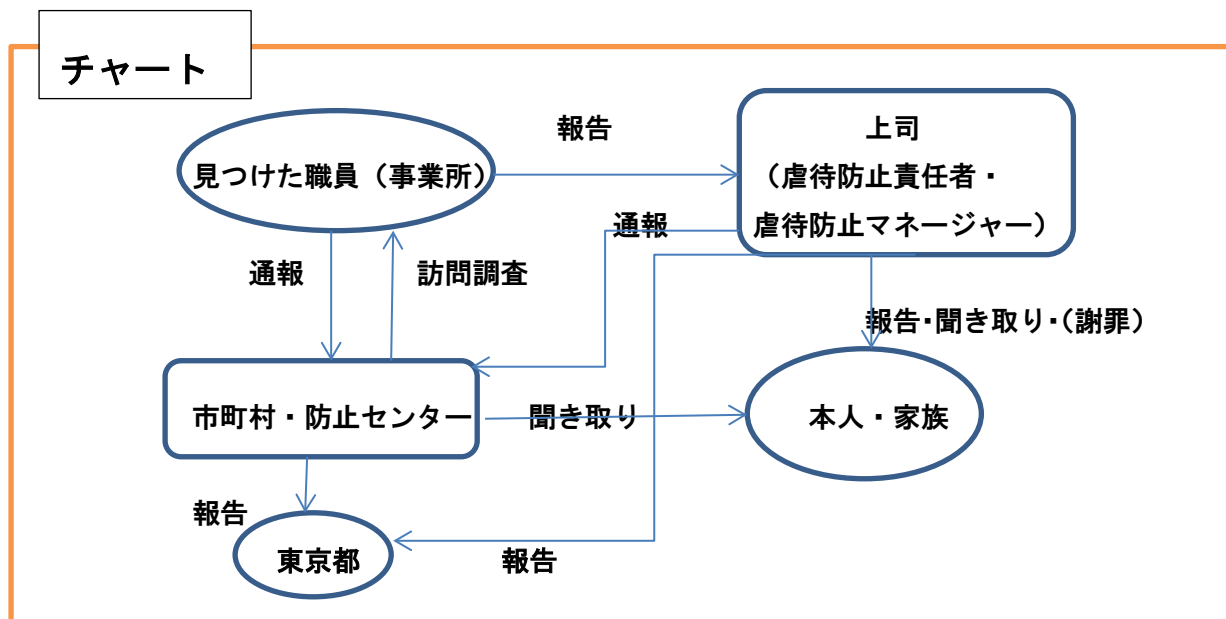 チャート
報告
上司
見つけた職員（事業所）
（虐待防止責任者・
虐待防止マネージャー）
通報
通報
訪問調査
報告・聞き取り・（謝罪）
市町村・防止センター
聞き取り
本人・家族
報告
東京都
報告